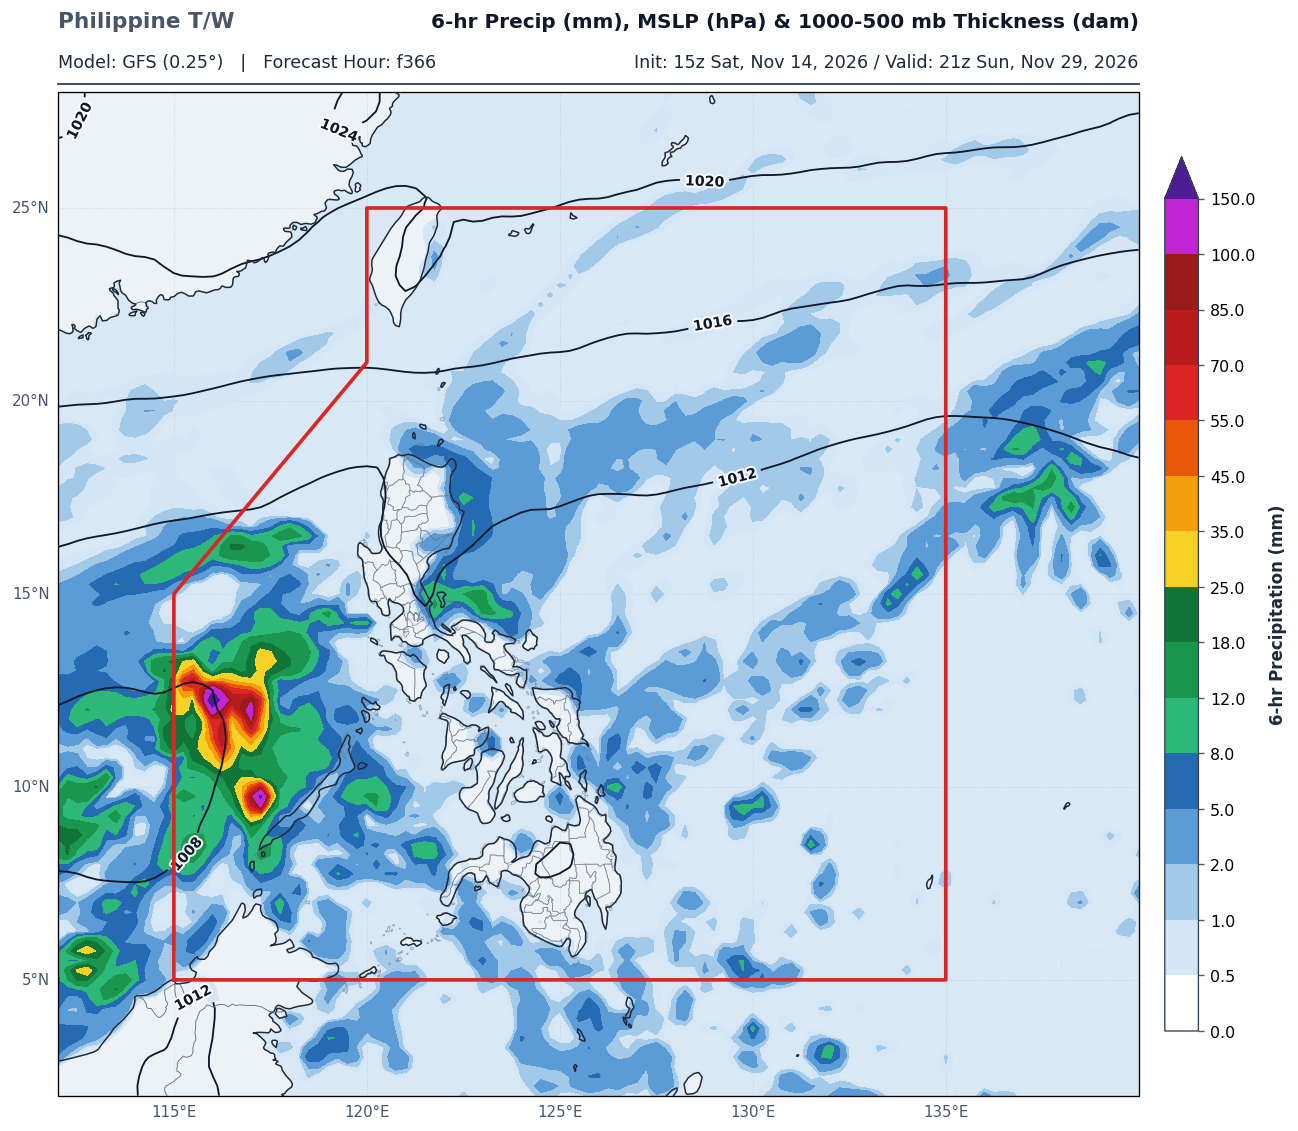 Philippine T/W
6-hr Precip (mm), MSLP (hPa) & 1000-500 mb Thickness (dam)
Model: GFS (0.25°) | Forecast Hour: f366
Init: 15z Sat, Nov 14, 2026 / Valid: 21z Sun, Nov 29, 2026
1020
1024
1020
1016
1012
1008
1012
25°N
20°N
15°N
10°N
5°N
115°E
120°E
125°E
130°E
135°E
150.0
100.0
85.0
70.0
55.0
45.0
35.0
25.0
18.0
12.0
8.0
5.0
2.0
1.0
0.5
0.0
6-hr Precipitation (mm)